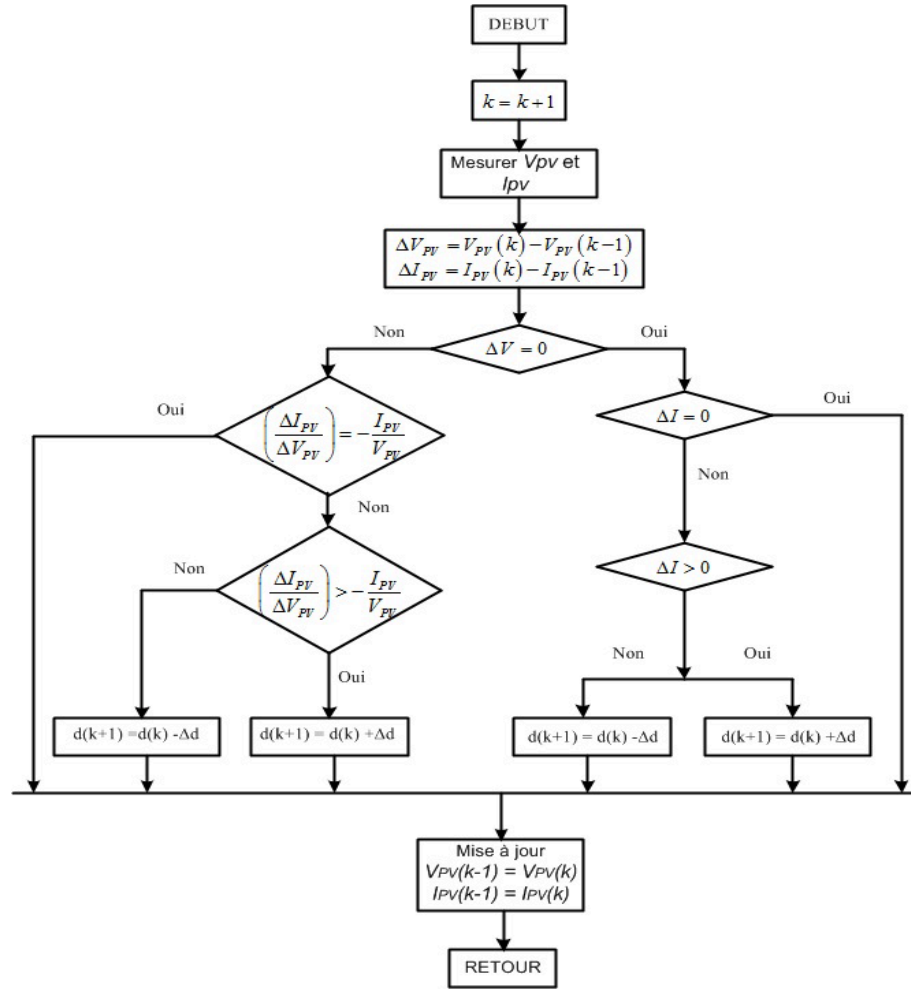 DEBUT
k = k+1
Mesurer Vpv et
Ipv
ΔV_PV = V_PV(k) − V_PV(k−1)
ΔI_PV = I_PV(k) − I_PV(k−1)
Non
Oui
ΔV = 0
Oui
(ΔI_PV / ΔV_PV) = − I_PV / V_PV
ΔI = 0
Oui
Non
Non
Non
(ΔI_PV / ΔV_PV) > − I_PV / V_PV
ΔI > 0
Oui
Non
Oui
d(k+1) =d(k) -Δd
d(k+1) = d(k) +Δd
d(k+1) = d(k) -Δd
d(k+1) = d(k) +Δd
Mise à jour
VPV(k-1) = VPV(k)
IPV(k-1) = IPV(k)
RETOUR